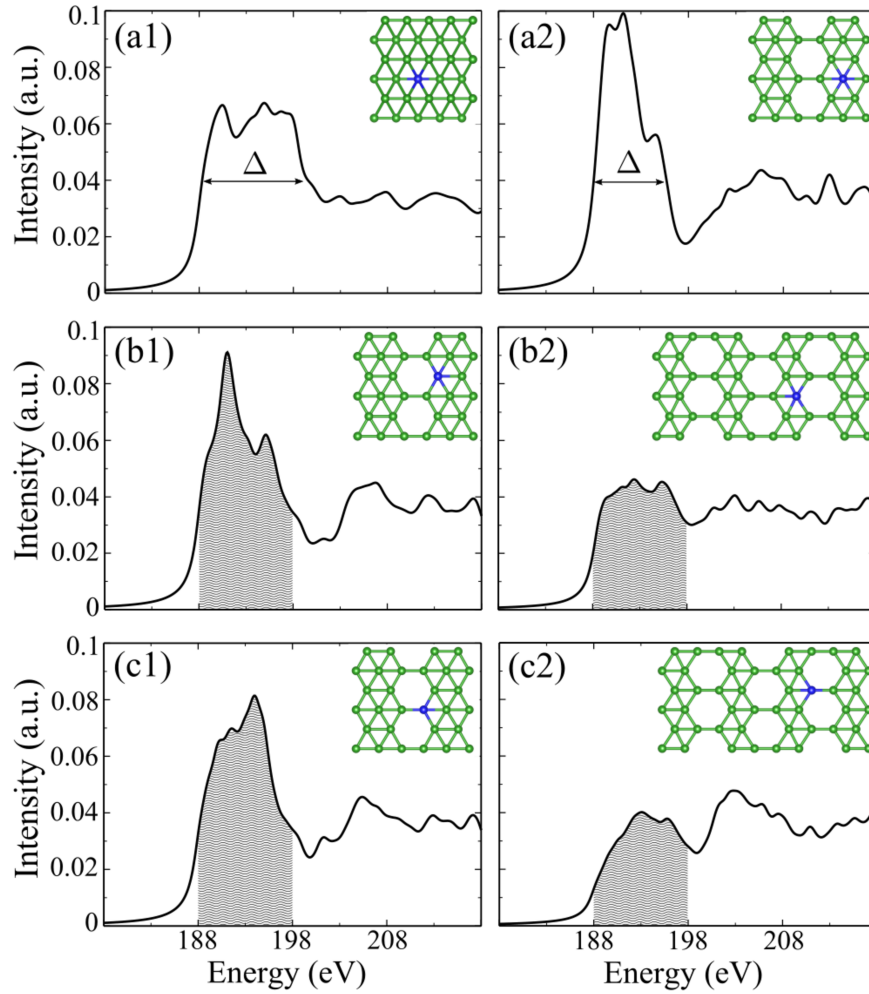 0.1
0.08
0.06
0.04
0.02
0
Intensity (a.u.)
(a1)
Δ
(a2)
Δ
0.1
0.08
0.06
0.04
0.02
0
Intensity (a.u.)
(b1)
(b2)
0.1
0.08
0.06
0.04
0.02
0
Intensity (a.u.)
(c1)
(c2)
188 198 208
188 198 208
Energy (eV)
Energy (eV)